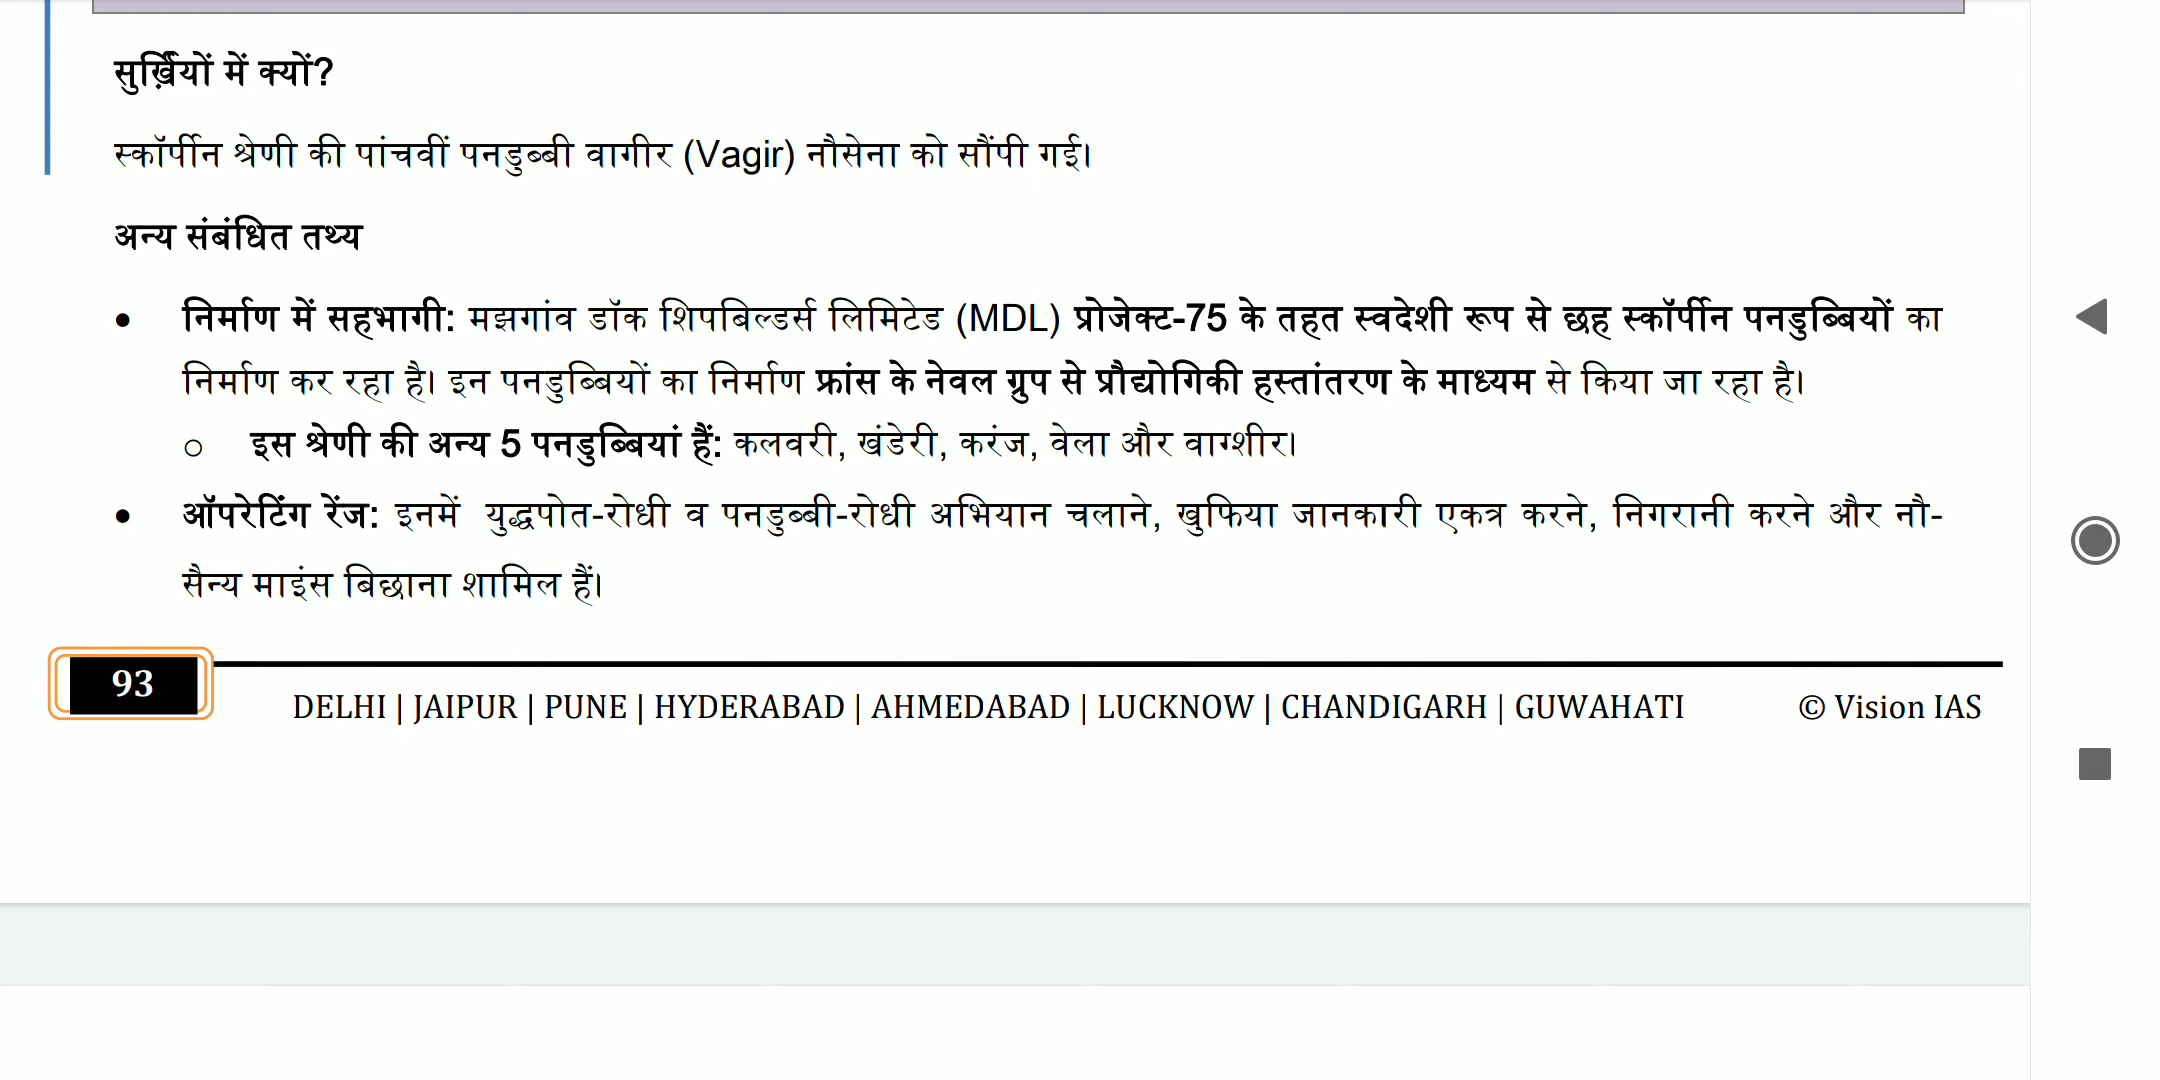 सुर्ख़ियों में क्यों?
स्कॉर्पीन श्रेणी की पांचवीं पनडुब्बी वागीर (Vagir) नौसेना को सौंपी गई।
अन्य संबंधित तथ्य
• निर्माण में सहभागी: मझगांव डॉक शिपबिल्डर्स लिमिटेड (MDL) प्रोजेक्ट-75 के तहत स्वदेशी रूप से छह स्कॉर्पीन पनडुब्बियों का
निर्माण कर रहा है। इन पनडुब्बियों का निर्माण फ्रांस के नेवल ग्रुप से प्रौद्योगिकी हस्तांतरण के माध्यम से किया जा रहा है।
o इस श्रेणी की अन्य 5 पनडुब्बियां हैं: कलवरी, खंडेरी, करंज, वेला और वाग्शीर।
• ऑपरेटिंग रेंज: इनमें युद्धपोत-रोधी व पनडुब्बी-रोधी अभियान चलाने, खुफिया जानकारी एकत्र करने, निगरानी करने और नौ-
सैन्य माइंस बिछाना शामिल हैं।
93
DELHI | JAIPUR | PUNE | HYDERABAD | AHMEDABAD | LUCKNOW | CHANDIGARH | GUWAHATI © Vision IAS